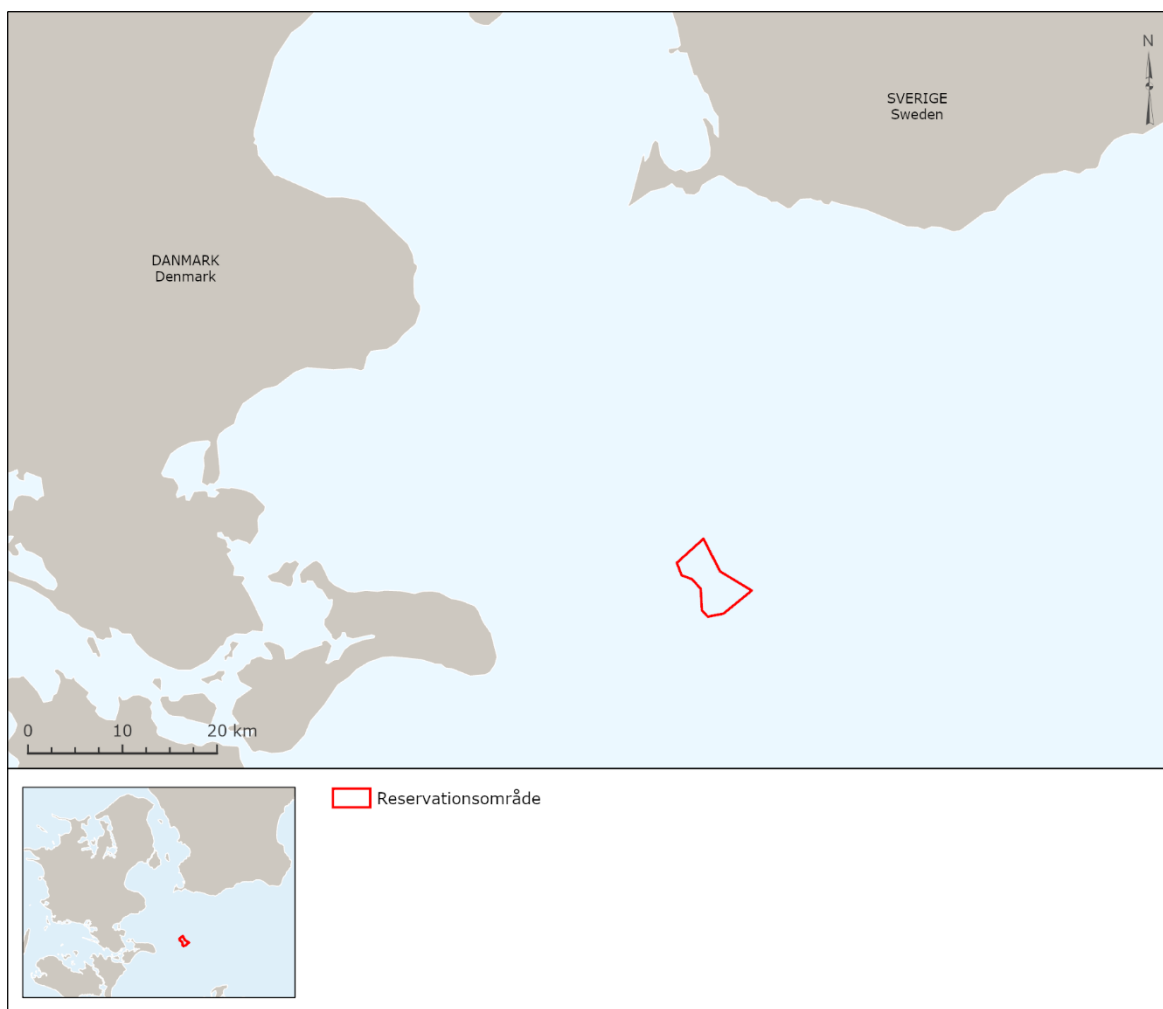 N
SVERIGE
Sweden
DANMARK
Denmark
0 10 20 km
Reservationsområde